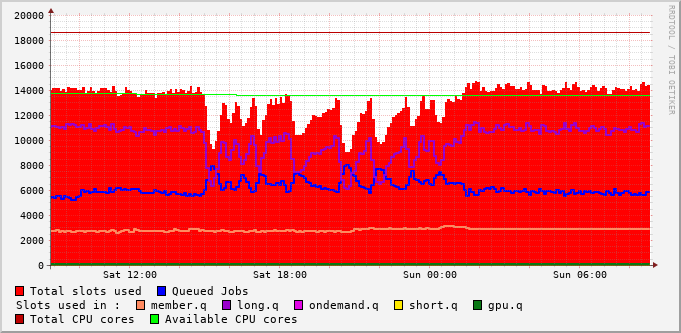 20000
18000
16000
14000
12000
10000
8000
6000
4000
2000
0
Sat 12:00 Sat 18:00 Sun 00:00 Sun 06:00
Total slots used Queued Jobs
Slots used in : member.q long.q ondemand.q short.q gpu.q
Total CPU cores Available CPU cores
RRDTOOL / TOBI OETIKER